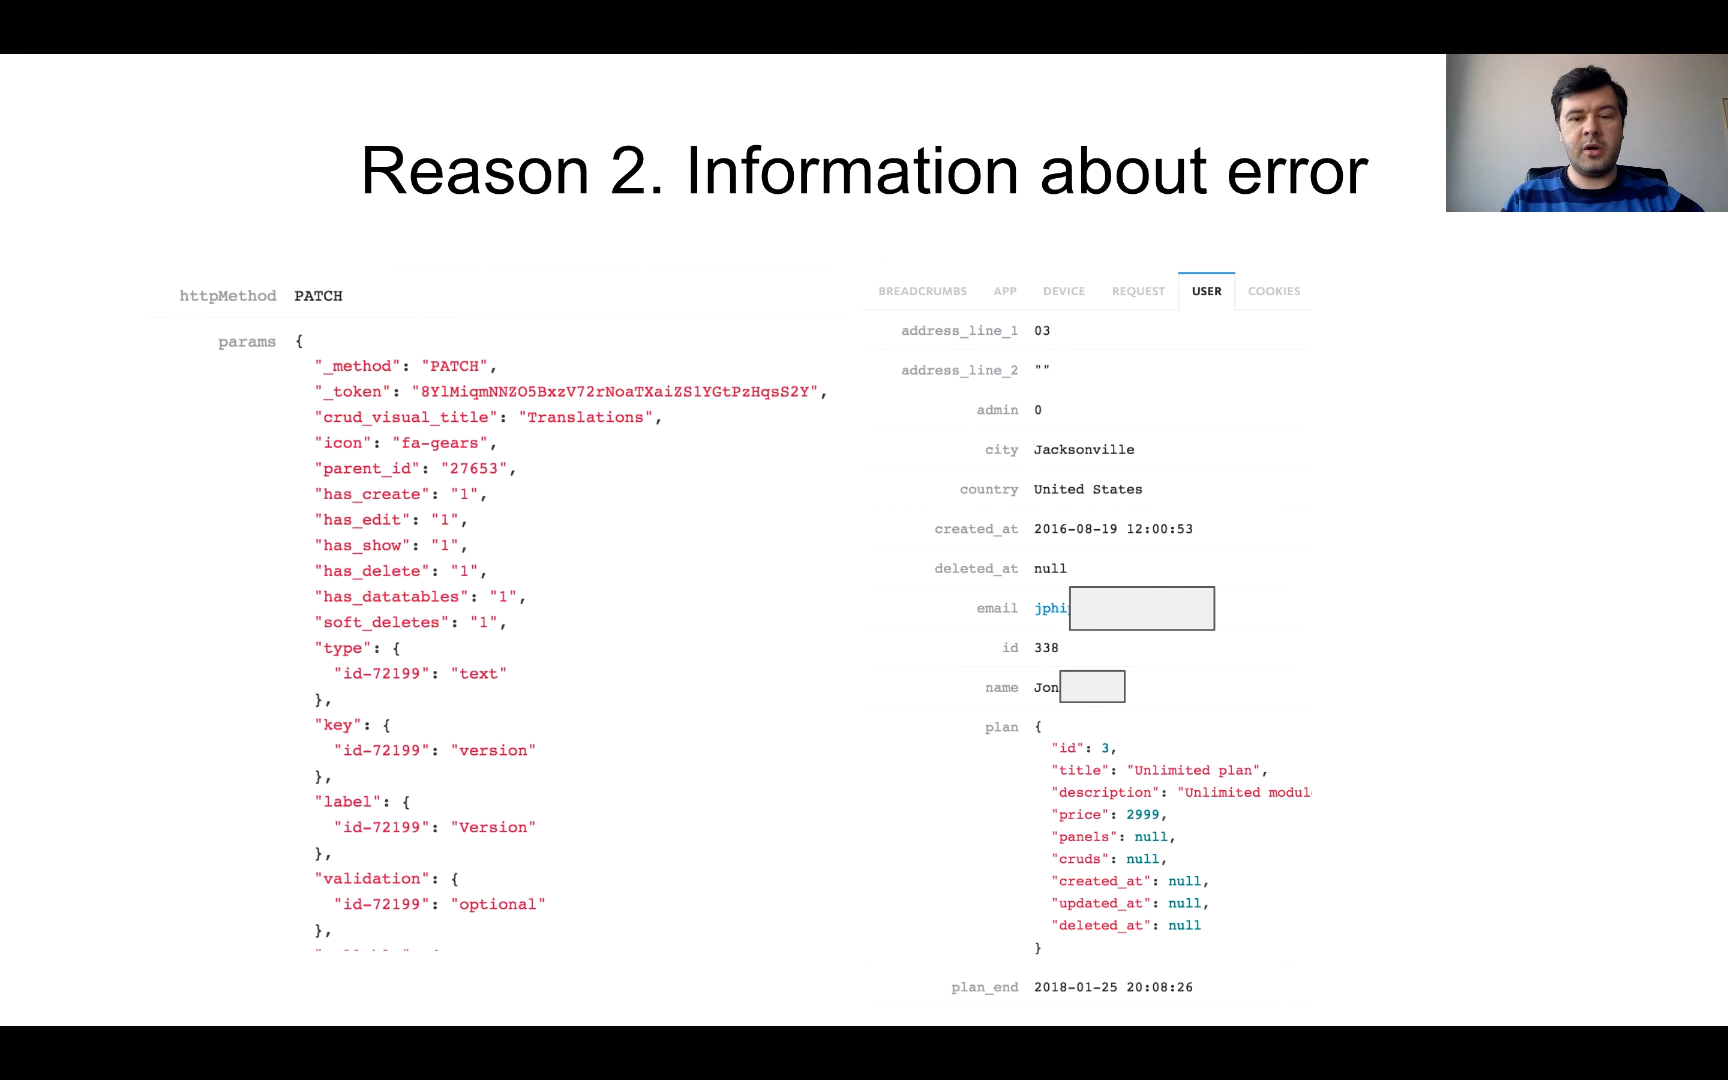 Reason 2. Information about error
httpMethod PATCH
params {
"_method": "PATCH",
"_token": "8YlMiqmNNZO5BxzV72rNoaTXaiZSlYGtPzHqsS2Y",
"crud_visual_title": "Translations",
"icon": "fa-gears",
"parent_id": "27653",
"has_create": "1",
"has_edit": "1",
"has_show": "1",
"has_delete": "1",
"has_datatables": "1",
"soft_deletes": "1",
"type": {
"id-72199": "text"
},
"key": {
"id-72199": "version"
},
"label": {
"id-72199": "Version"
},
"validation": {
"id-72199": "optional"
},
BREADCRUMBS APP DEVICE REQUEST USER COOKIES
address_line_1 03
address_line_2 ""
admin 0
city Jacksonville
country United States
created_at 2016-08-19 12:00:53
deleted_at null
email jphi
id 338
name Jon
plan {
"id": 3,
"title": "Unlimited plan",
"description": "Unlimited modul
"price": 2999,
"panels": null,
"cruds": null,
"created_at": null,
"updated_at": null,
"deleted_at": null
}
plan_end 2018-01-25 20:08:26